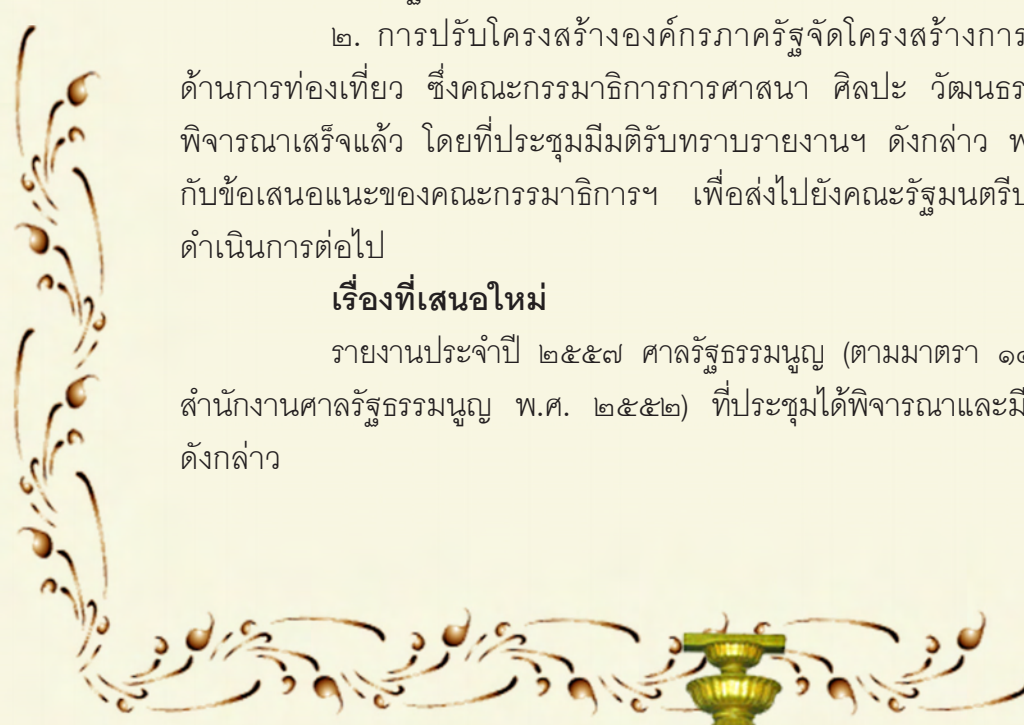 ๒. การปรับโครงสร้างองค์กรภาครัฐจัดโครงสร้างการ
ด้านการท่องเที่ยว ซึ่งคณะกรรมาธิการการศาสนา ศิลปะ วัฒนธร
พิจารณาเสร็จแล้ว โดยที่ประชุมมีมติรับทราบรายงานฯ ดังกล่าว พ
กับข้อเสนอแนะของคณะกรรมาธิการฯ เพื่อส่งไปยังคณะรัฐมนตรี
ดำเนินการต่อไป
เรื่องที่เสนอใหม่
รายงานประจำปี ๒๕๕๗ ศาลรัฐธรรมนูญ (ตามมาตรา
สำนักงานศาลรัฐธรรมนูญ พ.ศ. ๒๕๕๒) ที่ประชุมได้พิจารณาและมี
ดังกล่าว